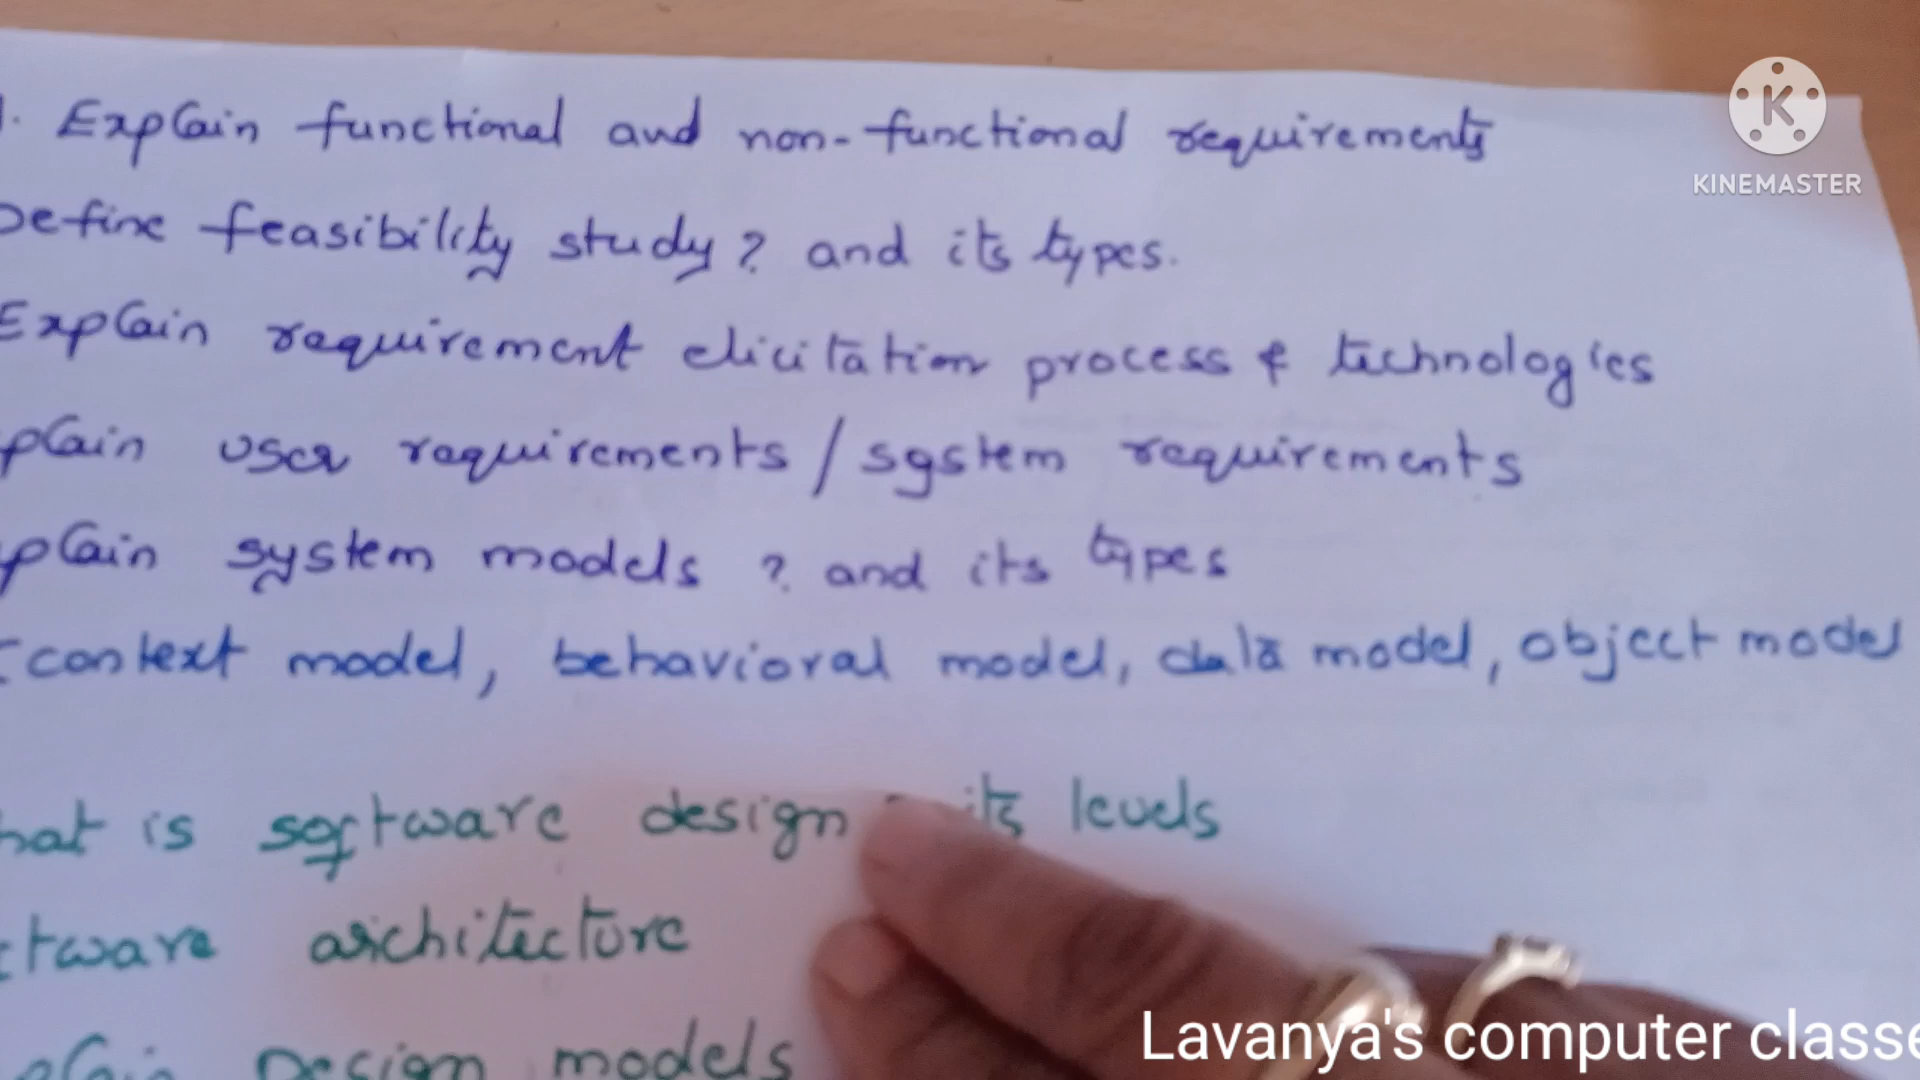 1. Explain functional and non-functional requirements
KINEMASTER
Define feasibility study? and its types.
Explain requirement elicitation process & technologies
plain user requirements / system requirements
plain system models ? and its types
context model, behavioral model, data model, object model
hat is software design its levels
tware architecture
plain Design models
Lavanya's computer classe